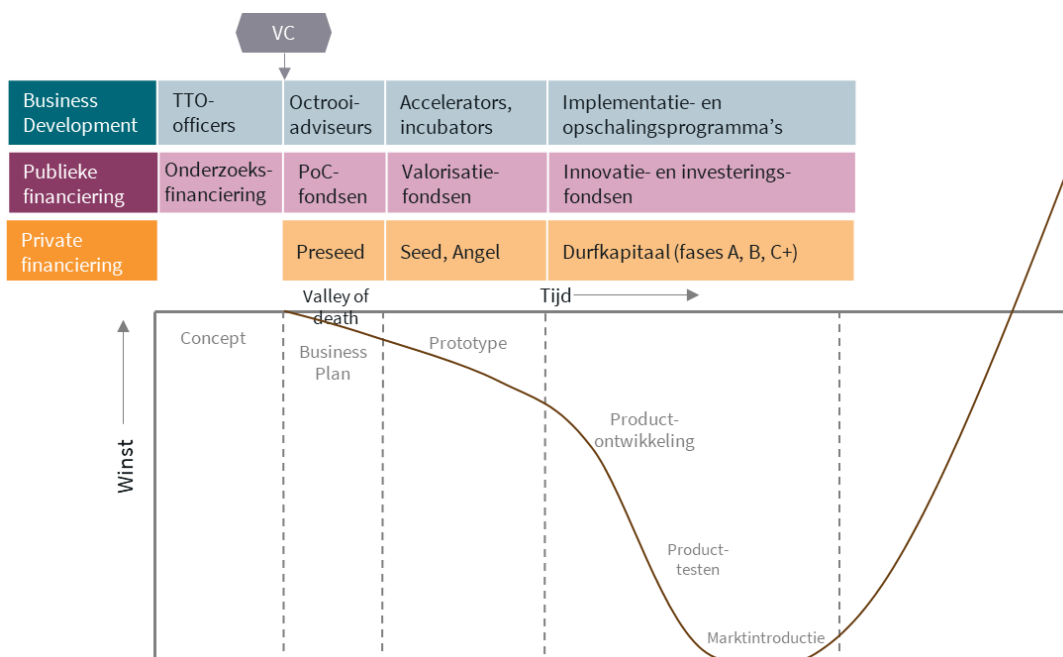 VC
Business
Development
TTO-
officers
Octrooi-
adviseurs
Accelerators,
incubators
Implementatie- en
opschalingsprogramma's
Publieke
financiering
Onderzoeks-
financiering
PoC-
fondsen
Valorisatie-
fondsen
Innovatie- en investerings-
fondsen
Private
financiering
Preseed
Seed, Angel
Durfkapitaal (fases A, B, C+)
Valley of
death
Tijd
Concept
Business
Plan
Prototype
Product-
ontwikkeling
Winst
Product-
testen
Marktintroductie